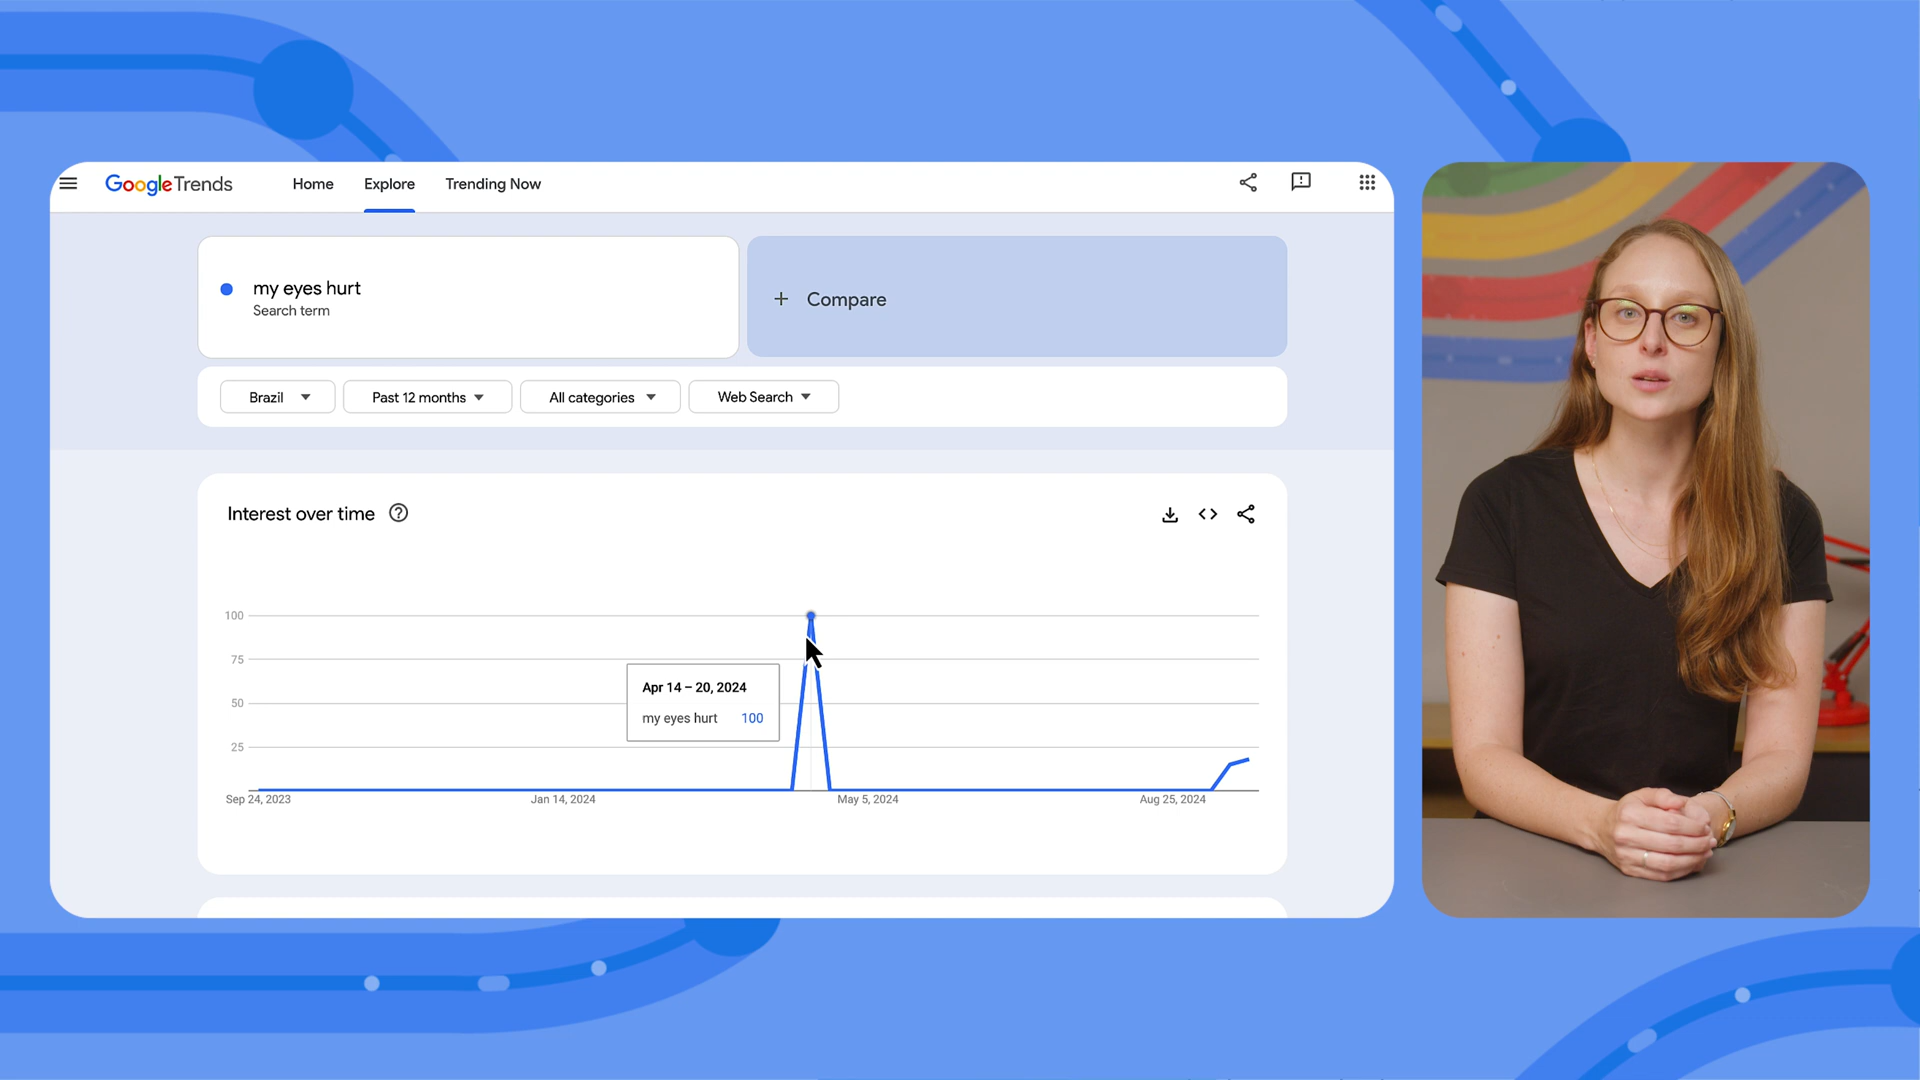 Google Trends
Home
Explore
Trending Now
my eyes hurt
Search term
+ Compare
Brazil
Past 12 months
All categories
Web Search
Interest over time
100
75
50
25
Apr 14 – 20, 2024
my eyes hurt 100
Sep 24, 2023
Jan 14, 2024
May 5, 2024
Aug 25, 2024